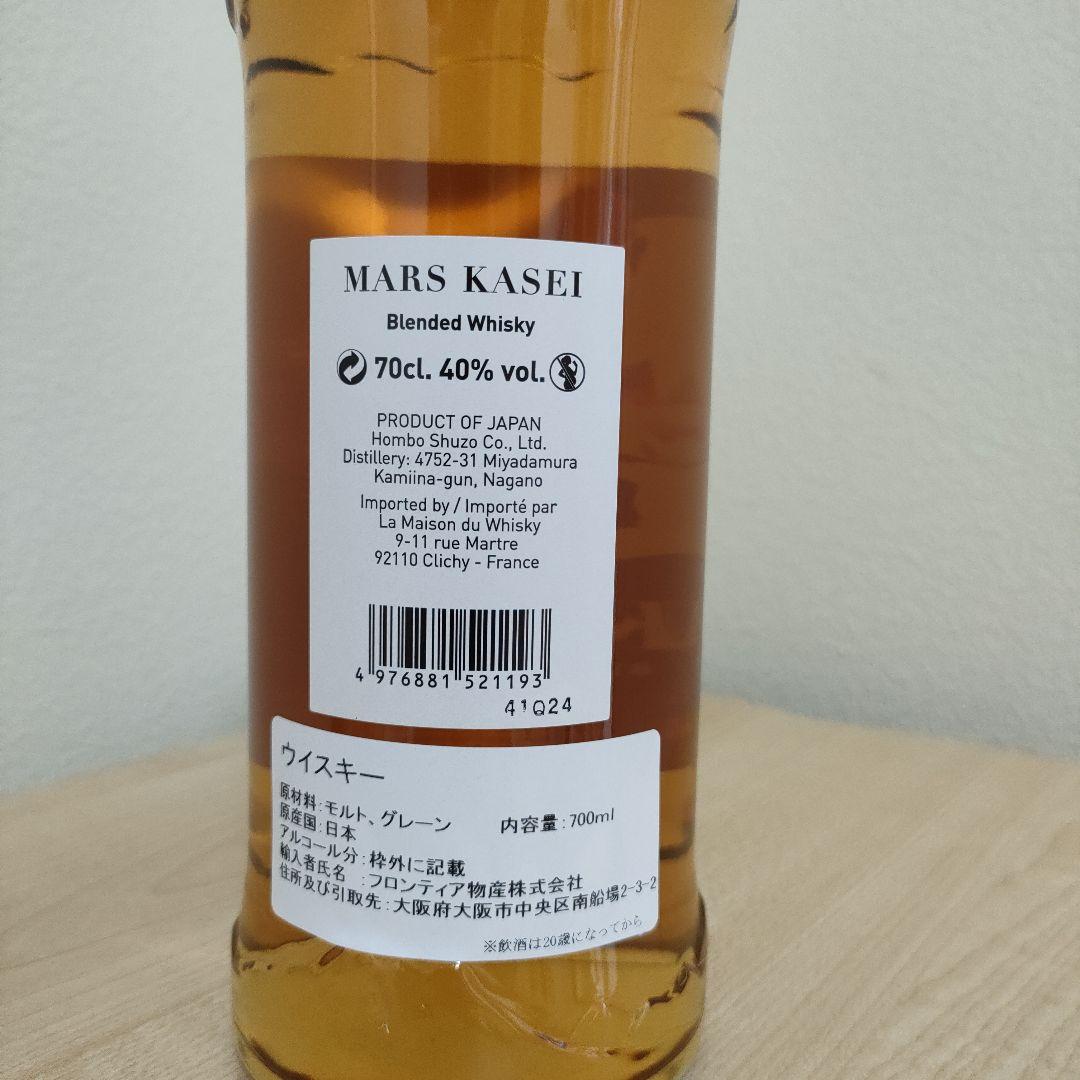 MARS KASEI
Blended Whisky
70cl. 40% vol.
PRODUCT OF JAPAN
Hombo Shuzo Co., Ltd.
Distillery: 4752-31 Miyadamura
Kamiina-gun, Nagano
Imported by / Importé par
La Maison du Whisky
9-11 rue Martre
92110 Clichy - France
4 976881 521193
41Q24
ウイスキー
原材料:モルト、グレーン 内容量:700ml
原産国:日本
アルコール分:枠外に記載
輸入者氏名 :フロンティア物産株式会社
住所及び引取先:大阪府大阪市中央区南船場2-3-2
※飲酒は20歳になってから